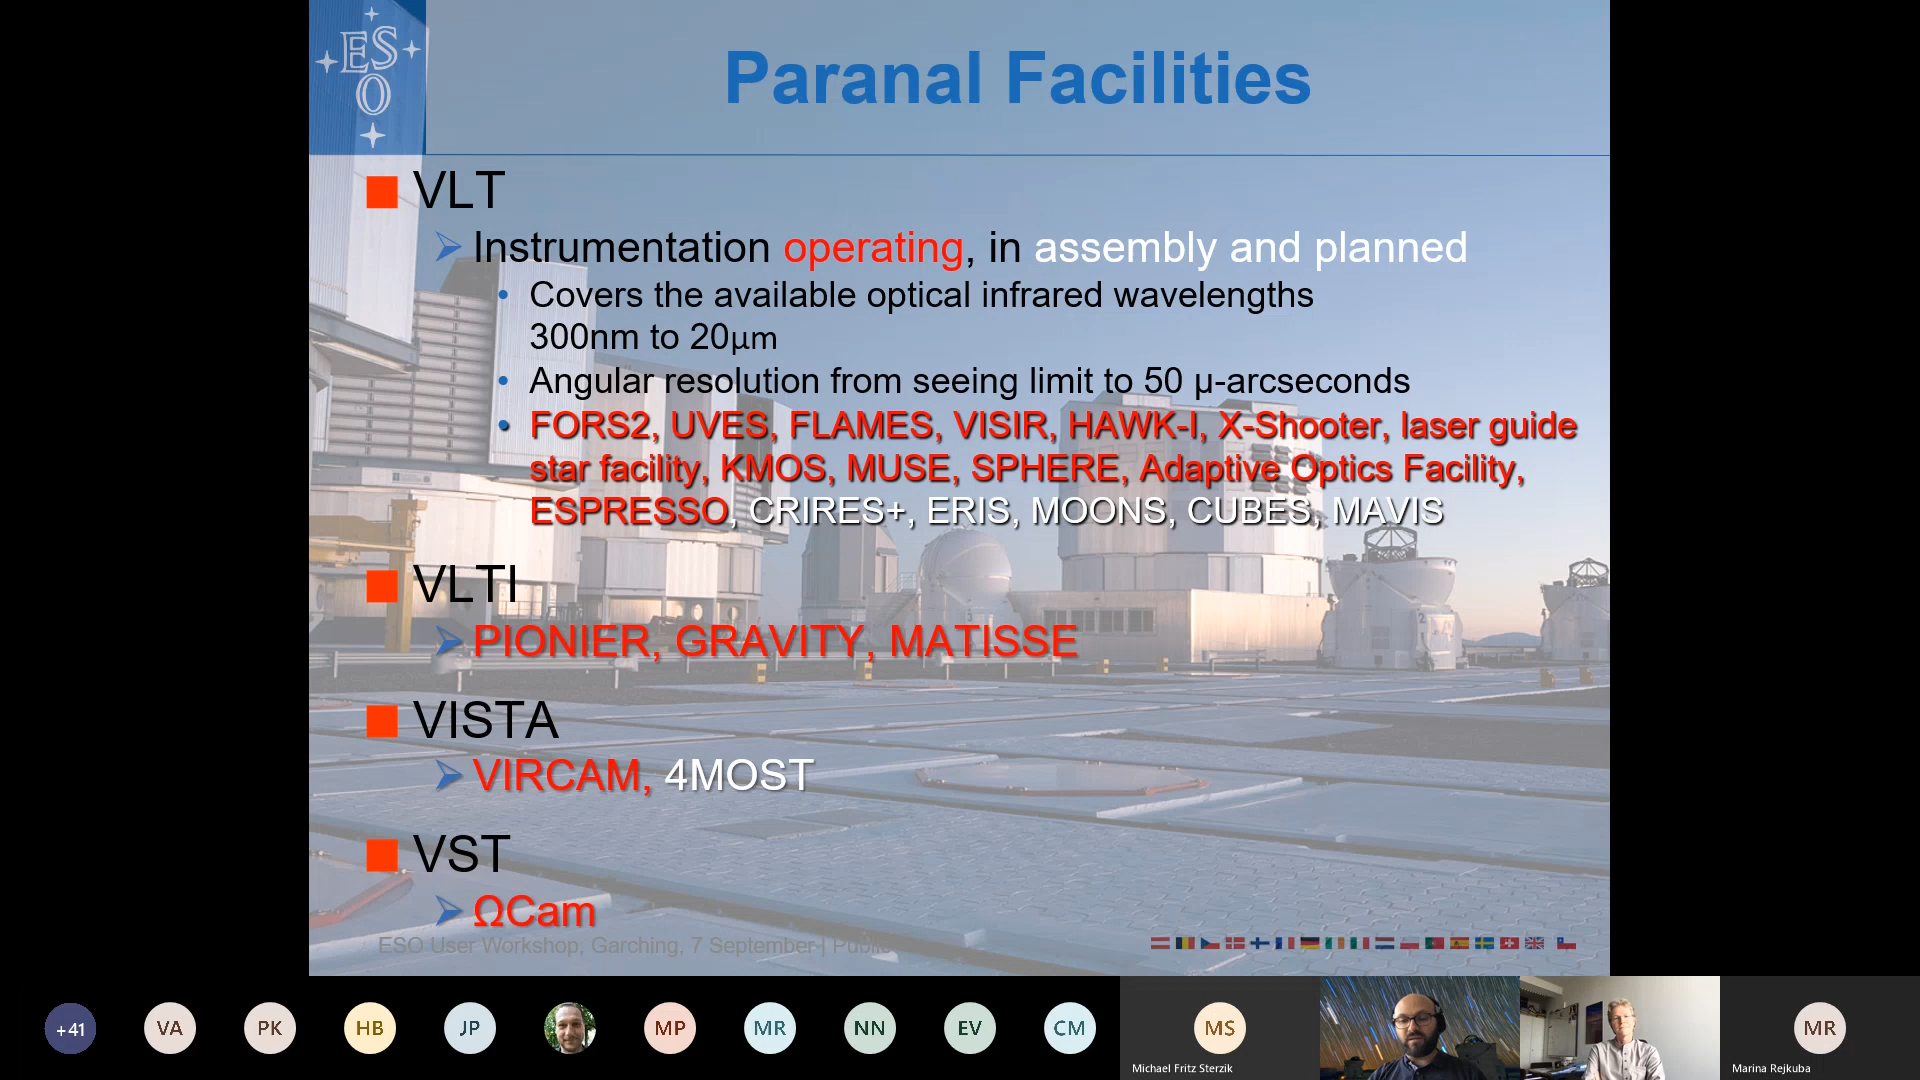 ESO
Paranal Facilities
VLT
Instrumentation operating, in assembly and planned
Covers the available optical infrared wavelengths
300nm to 20µm
Angular resolution from seeing limit to 50 µ-arcseconds
FORS2, UVES, FLAMES, VISIR, HAWK-I, X-Shooter, laser guide
star facility, KMOS, MUSE, SPHERE, Adaptive Optics Facility,
ESPRESSO, CRIRES+, ERIS, MOONS, CUBES, MAVIS
VLTI
PIONIER, GRAVITY, MATISSE
VISTA
VIRCAM, 4MOST
VST
ΩCam
ESO User Workshop, Garching, 7 September | Public
+41
VA
PK
HB
JP
MP
MR
NN
EV
CM
MS
Michael Fritz Sterzik
MR
Marina Rejkuba